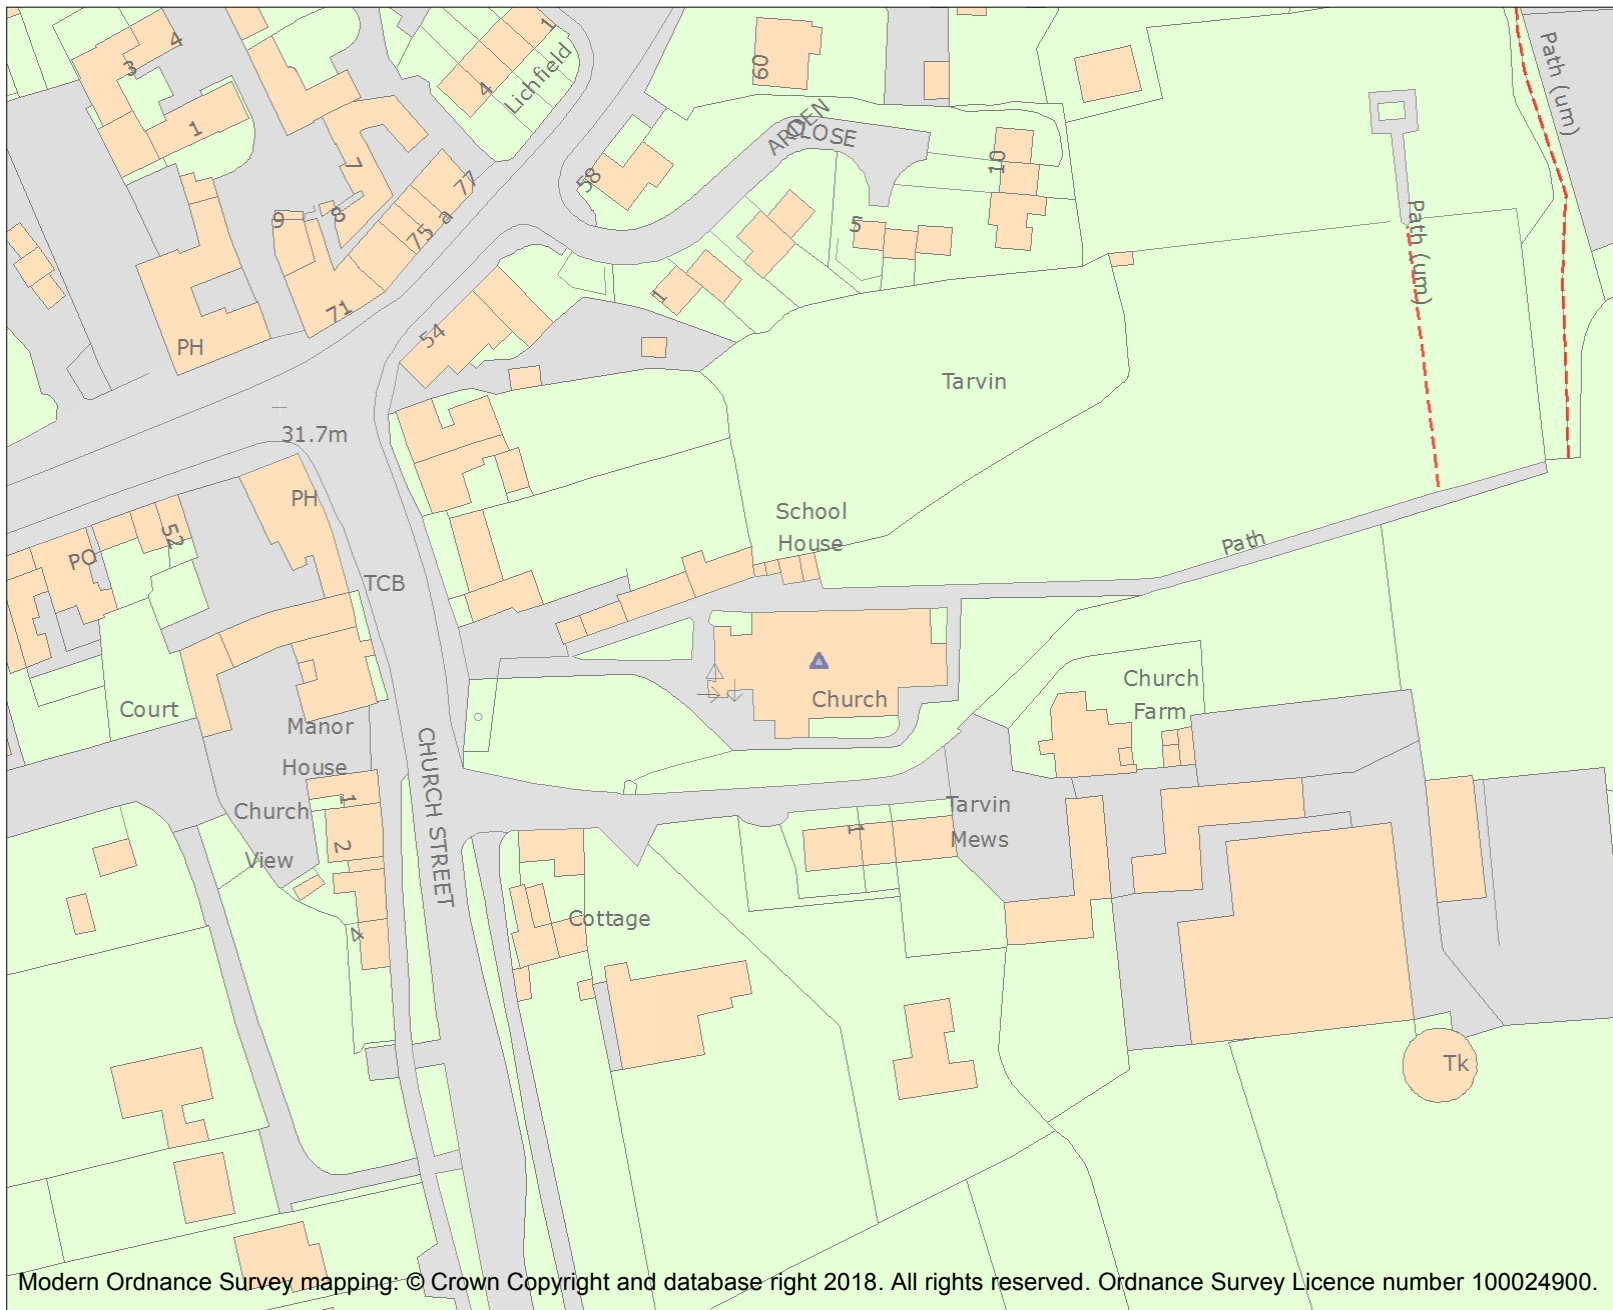 4
3
1
1
4
Lichfield
60
Path (um)
ARDEN
CLOSE
7
77
58
10
9
8
a
75
5
Path (um)
1
71
54
PH
Tarvin
31.7m
PH
School
House
52
PO
Path
TCB
Church
Church
Farm
Court
Manor
House
CHURCH STREET
1
Church
View
2
Tarvin
Mews
1
Cottage
4
Tk
Modern Ordnance Survey mapping: © Crown Copyright and database right 2018. All rights reserved. Ordnance Survey Licence number 100024900.